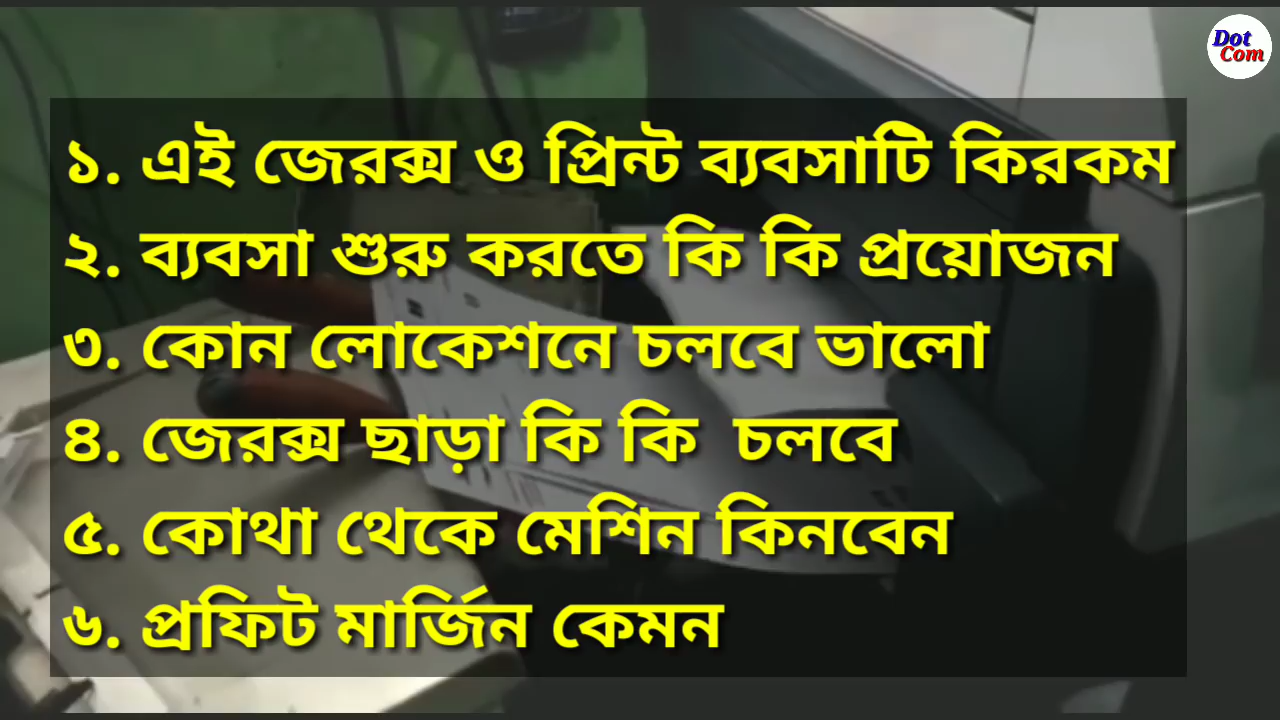 Dot
Com
১. এই জেরক্স ও প্রিন্ট ব্যবসাটি কিরকম
২. ব্যবসা শুরু করতে কি কি প্রয়োজন
৩. কোন লোকেশনে চলবে ভালো
৪. জেরক্স ছাড়া কি কি চলবে
৫. কোথা থেকে মেশিন কিনবেন
৬. প্রফিট মার্জিন কেমন